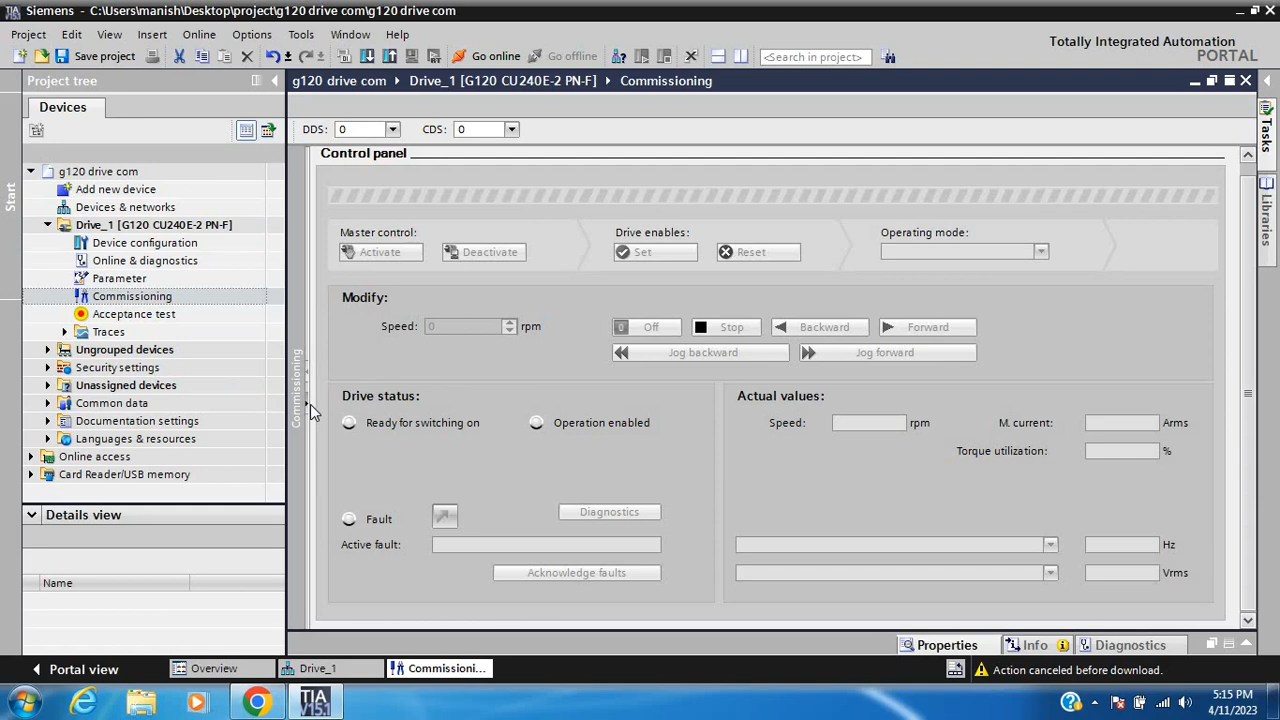 Siemens - C:\Users\manish\Desktop\project\g120 drive com\g120 drive com
Project Edit View Insert Online Options Tools Window Help
Totally Integrated Automation
PORTAL
Save project
Go online
Go offline
<Search in project>
Project tree
g120 drive com
Drive_1 [G120 CU240E-2 PN-F]
Commissioning
Devices
DDS: 0
CDS: 0
Start
g120 drive com
Add new device
Devices & networks
Drive_1 [G120 CU240E-2 PN-F]
Device configuration
Online & diagnostics
Parameter
Commissioning
Acceptance test
Traces
Ungrouped devices
Security settings
Unassigned devices
Common data
Documentation settings
Languages & resources
Online access
Card Reader/USB memory
Details view
Name
Commissioning
Control panel
Master control:
Activate
Deactivate
Drive enables:
Set
Reset
Operating mode:
Modify:
Speed: 0 rpm
0 Off
Stop
Backward
Forward
Jog backward
Jog forward
Drive status:
Ready for switching on
Operation enabled
Fault
Diagnostics
Active fault:
Acknowledge faults
Actual values:
Speed: rpm
M. current: Arms
Torque utilization: %
Hz
Vrms
Tasks
Libraries
Properties
Info
Diagnostics
Portal view
Overview
Drive_1
Commissioni...
Action canceled before download.
TIA
V15.1
5:15 PM
4/11/2023